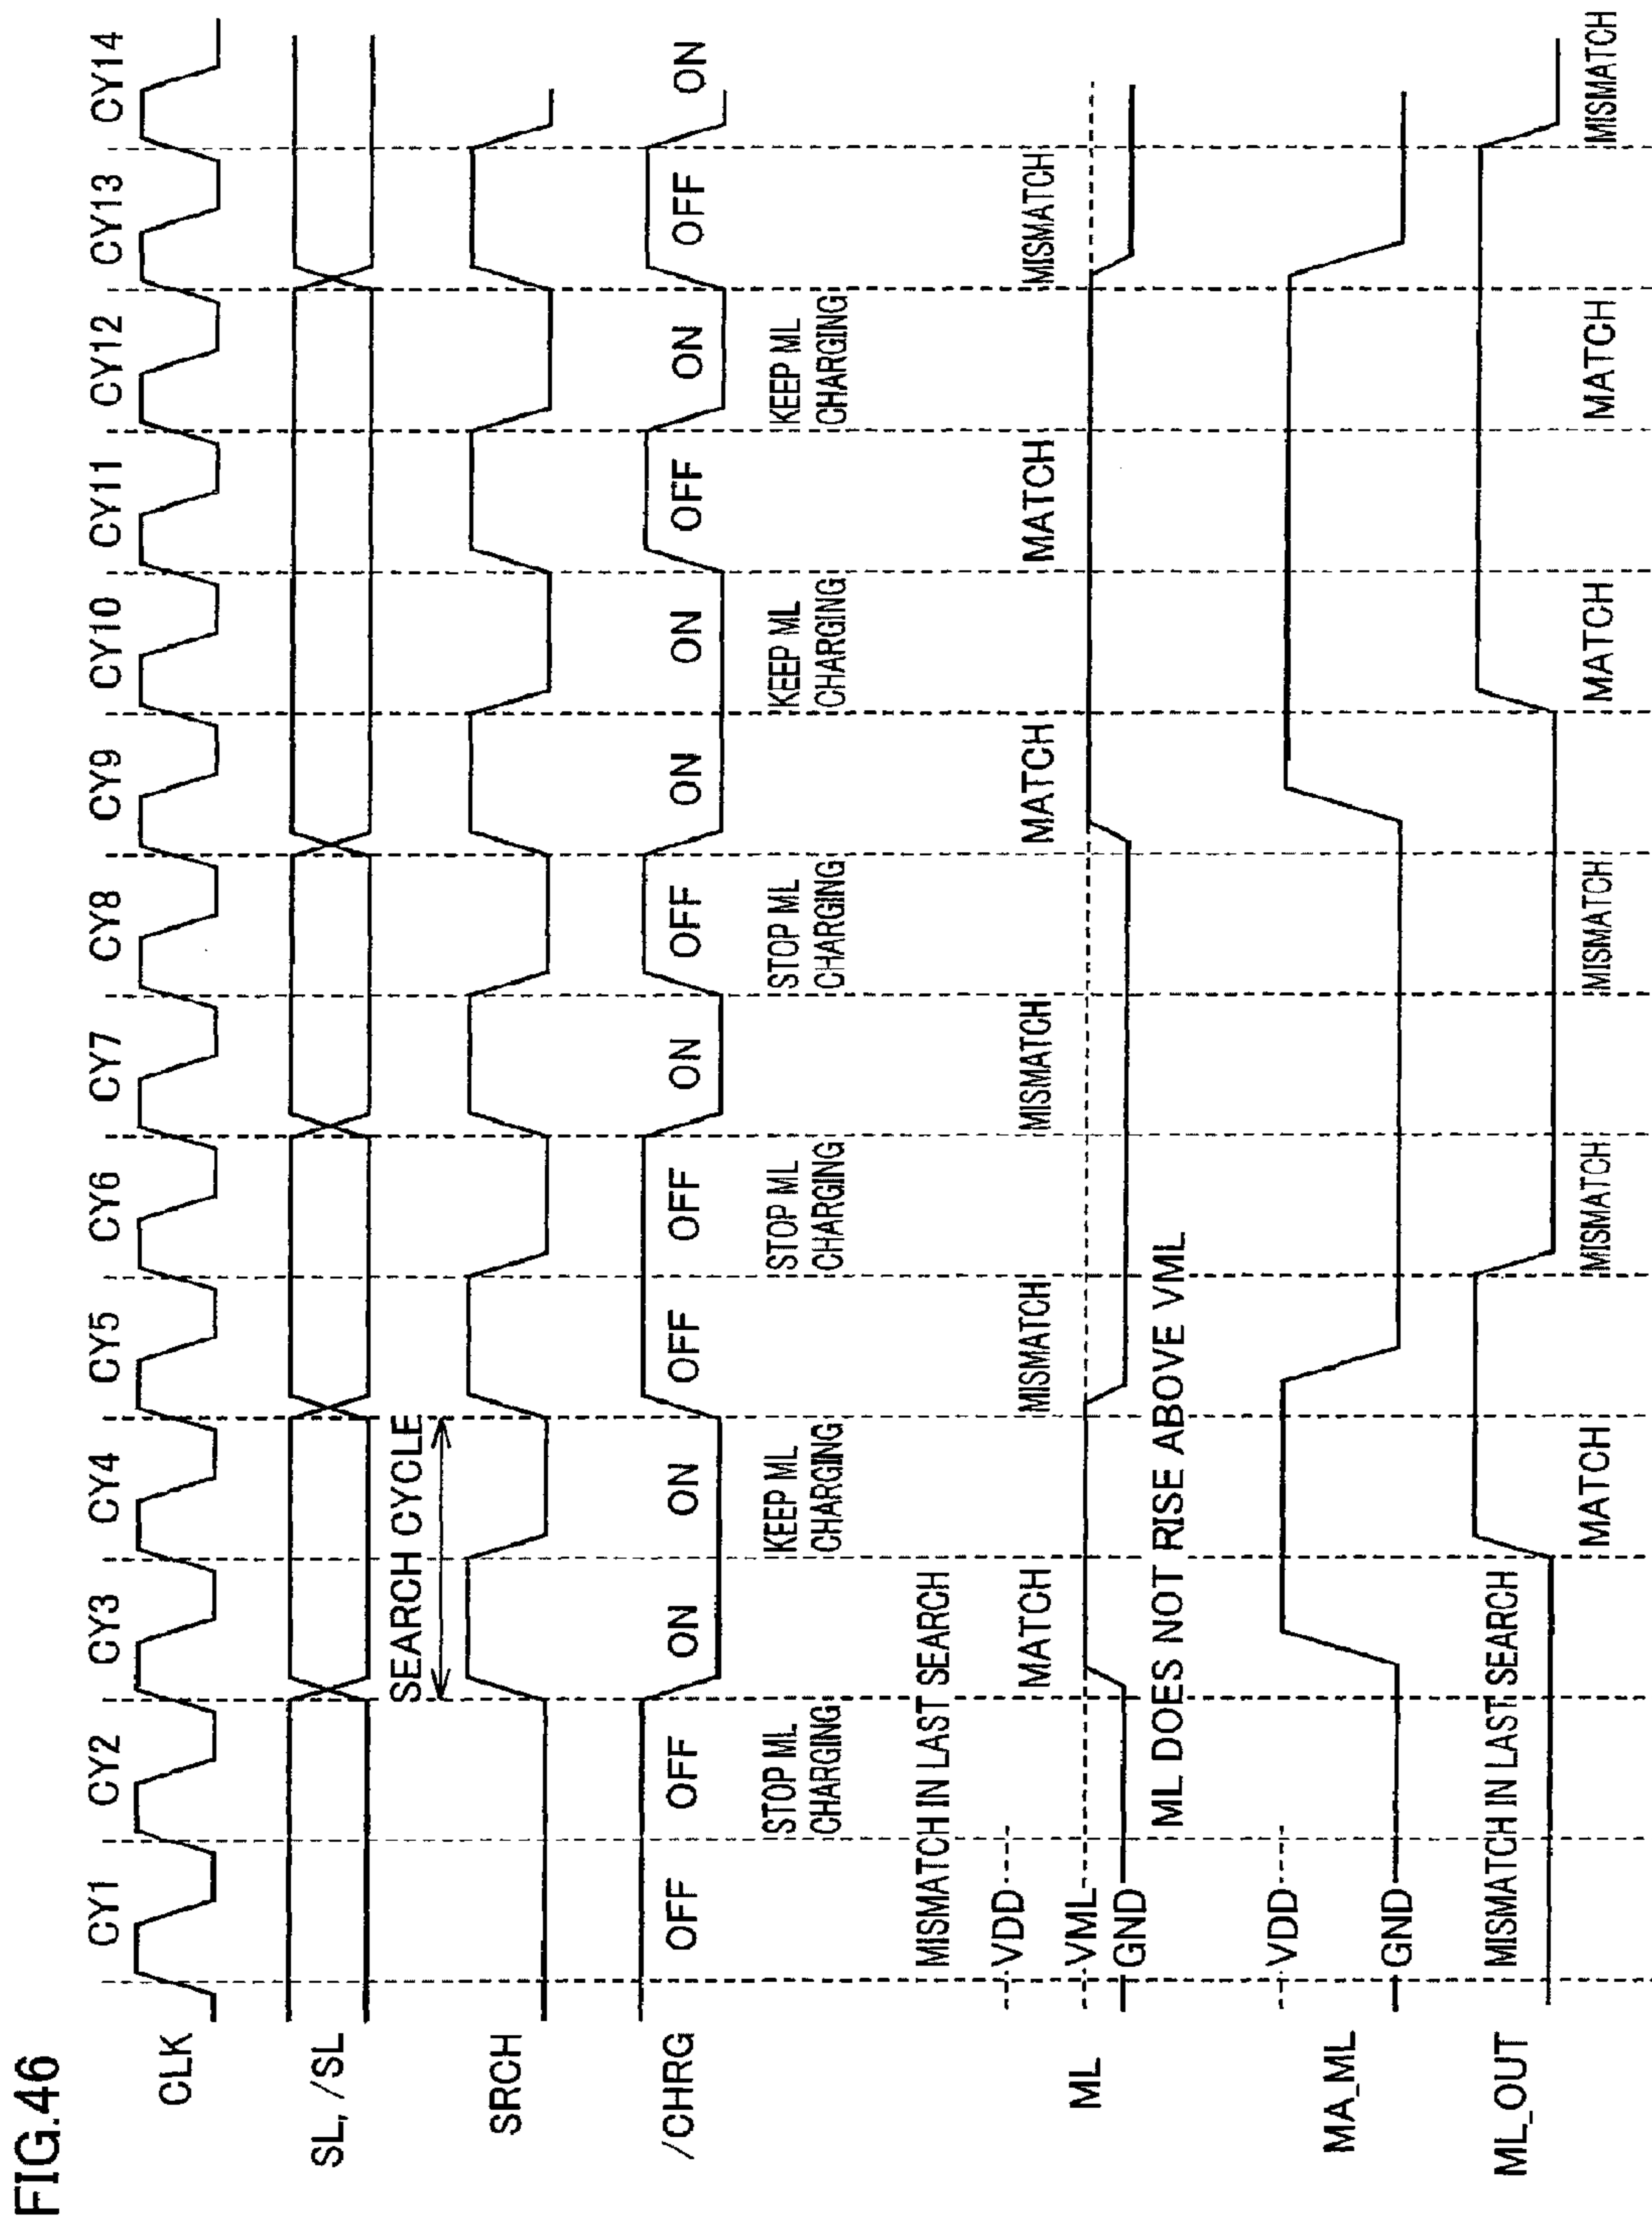 FIG.46
CY1 CY2 CY3 CY4 CY5 CY6 CY7 CY8 CY9 CY10 CY11 CY12 CY13 CY14
CLK
SL, /SL
SEARCH CYCLE
SRCH
/CHRG
OFF OFF ON ON OFF OFF ON OFF ON ON OFF ON OFF ON
STOP ML CHARGING
KEEP ML CHARGING
STOP ML CHARGING
STOP ML CHARGING
KEEP ML CHARGING
KEEP ML CHARGING
MISMATCH IN LAST SEARCH
MATCH MISMATCH MISMATCH MATCH MATCH MISMATCH
VDD
ML
VML
GND
ML DOES NOT RISE ABOVE VML
VDD
MA_ML
GND
MISMATCH IN LAST SEARCH
ML_OUT
MATCH MISMATCH MISMATCH MATCH MATCH MISMATCH